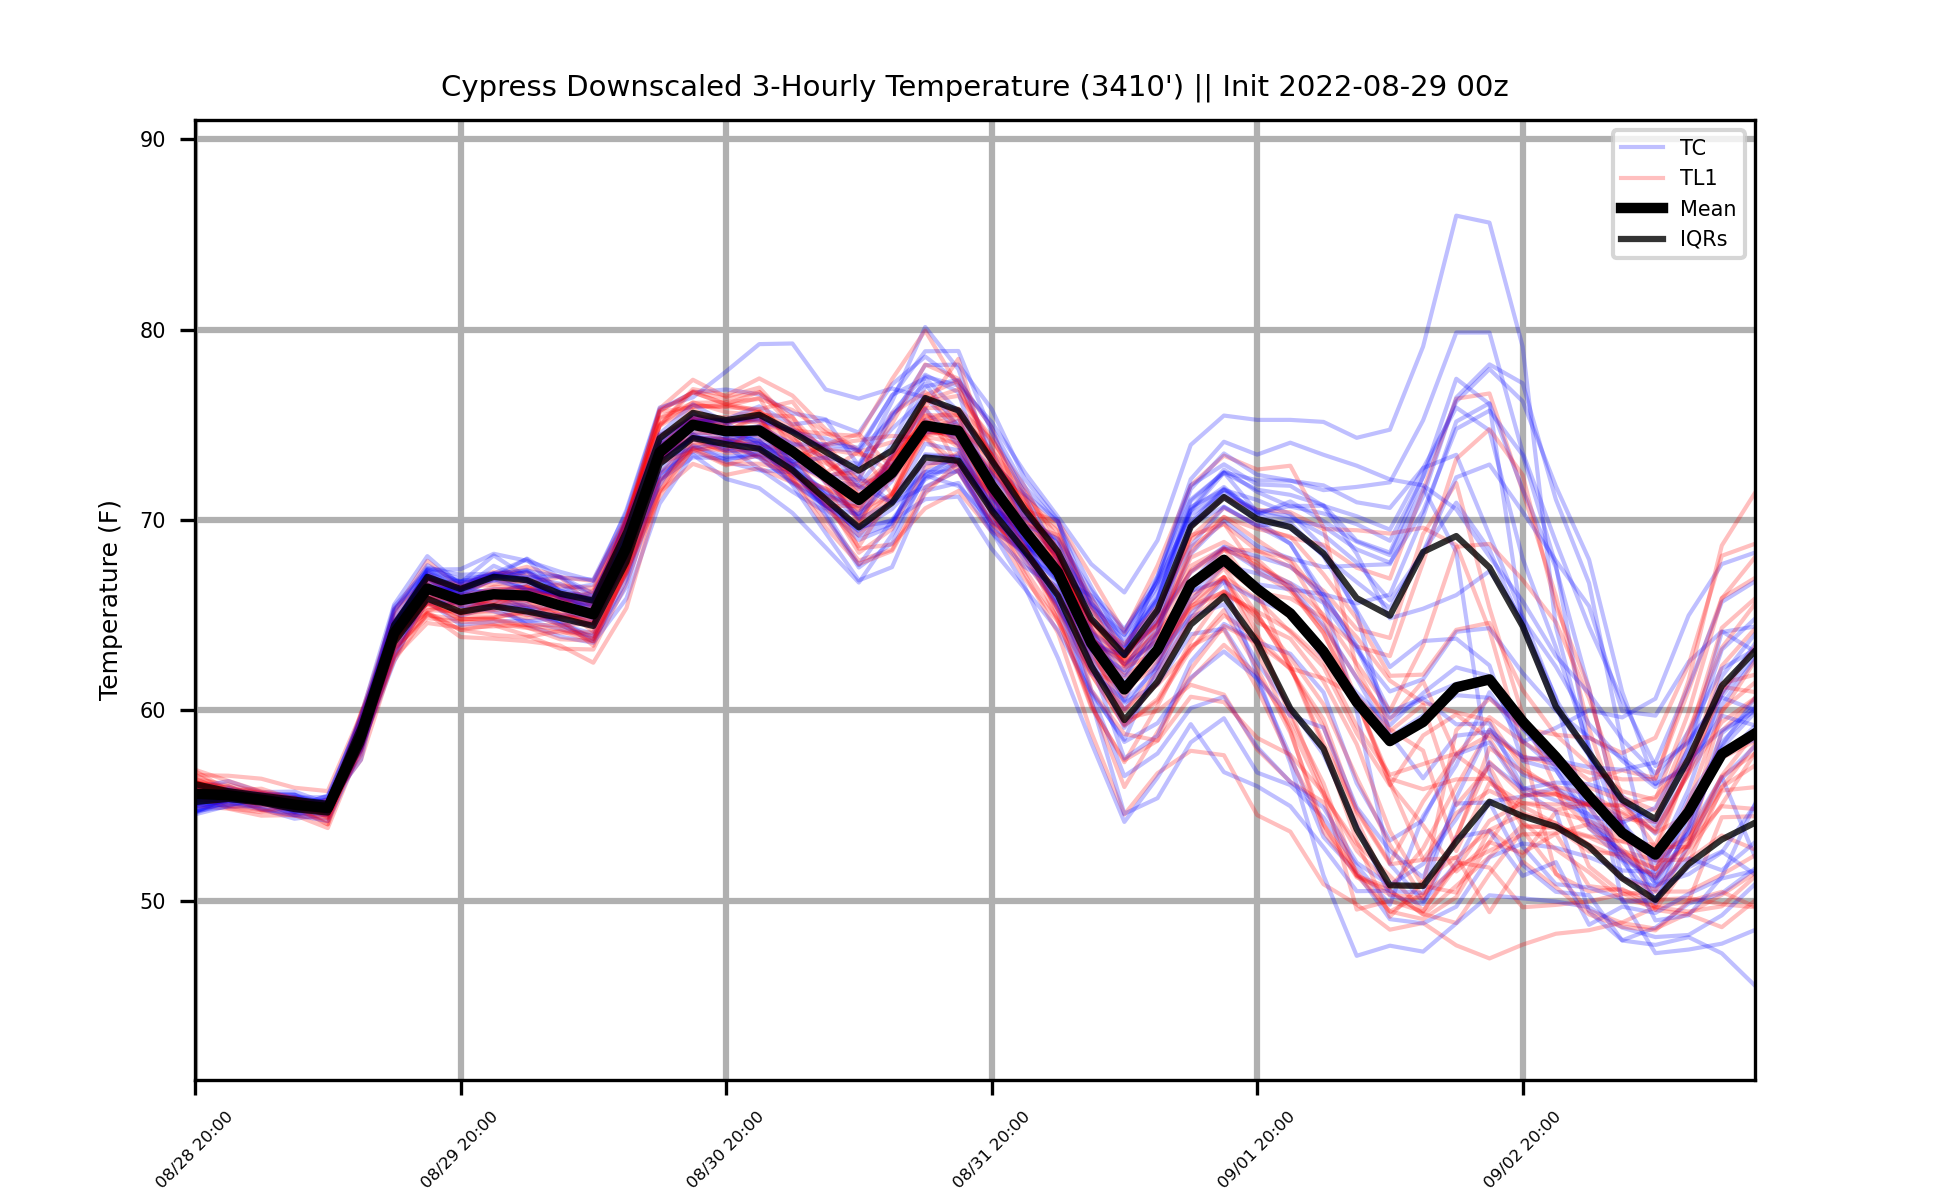 Cypress Downscaled 3-Hourly Temperature (3410') || Init 2022-08-29 00z
TC
TL1
Mean
IQRs
Temperature (F)
90
80
70
60
50
08/28 20:00
08/29 20:00
08/30 20:00
08/31 20:00
09/01 20:00
09/02 20:00